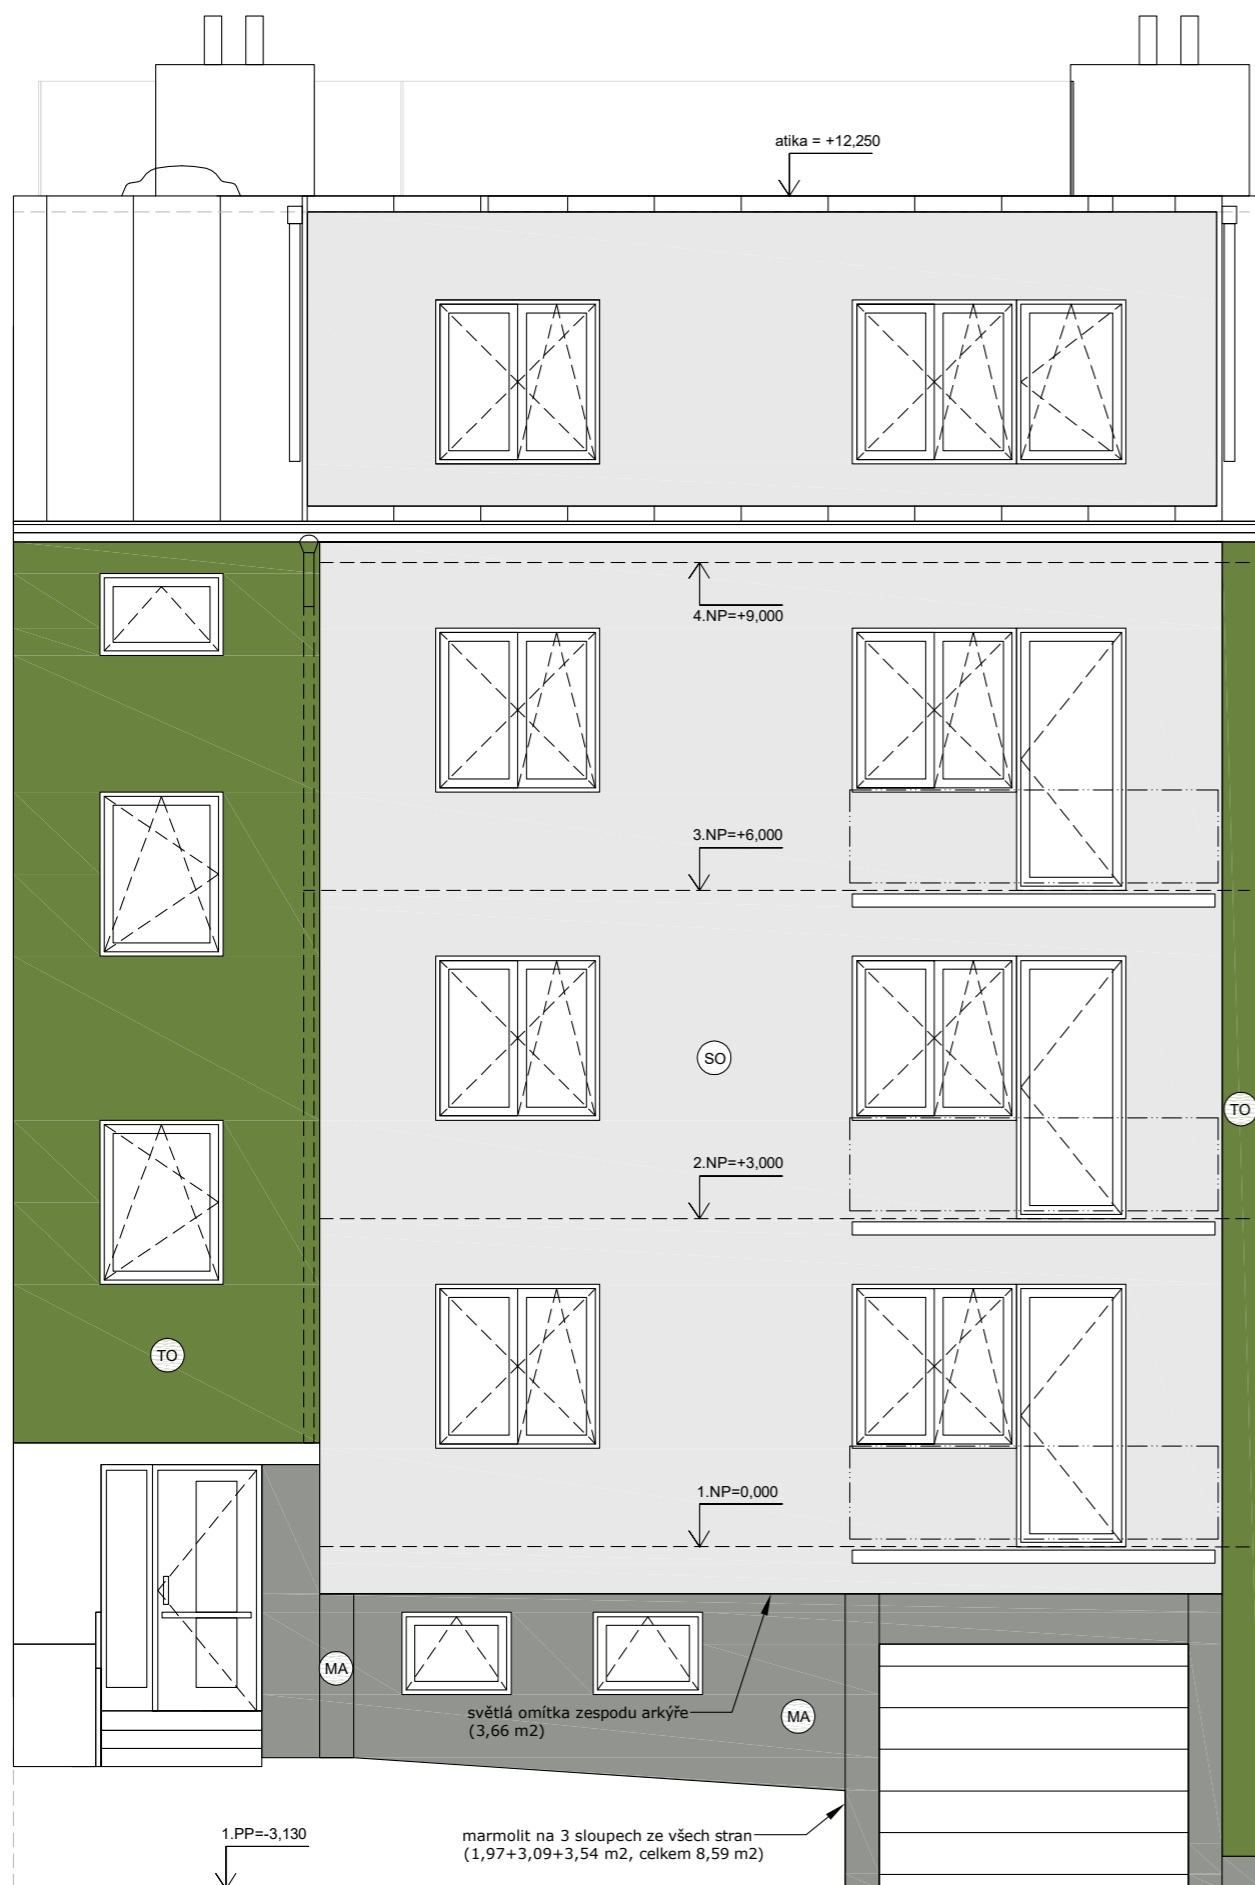 atika = +12,250
4.NP=+9,000
3.NP=+6,000
SO
TO
2.NP=+3,000
TO
1.NP=0,000
MA
světlá omítka zespodu arkýře
(3,66 m2)
MA
1.PP=-3,130
marmolit na 3 sloupech ze všech stran
(1,97+3,09+3,54 m2, celkem 8,59 m2)